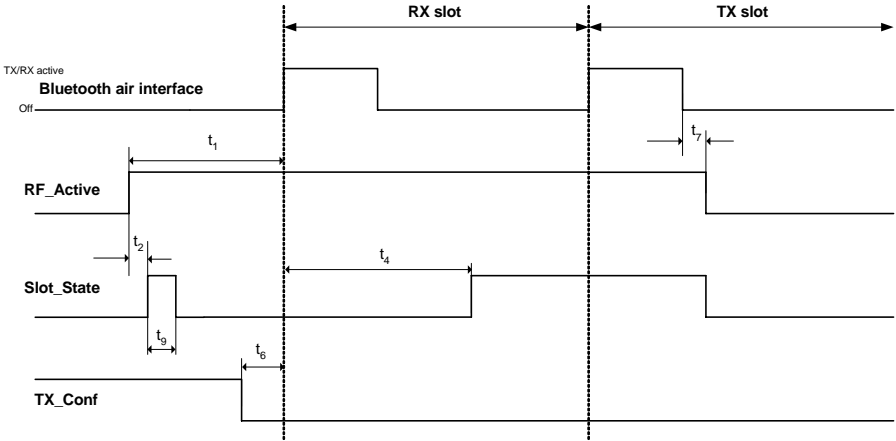 RX slot
TX slot
TX/RX active
Bluetooth air interface
Off
t7
t1
RF_Active
t2
t4
Slot_State
t9
t6
TX_Conf